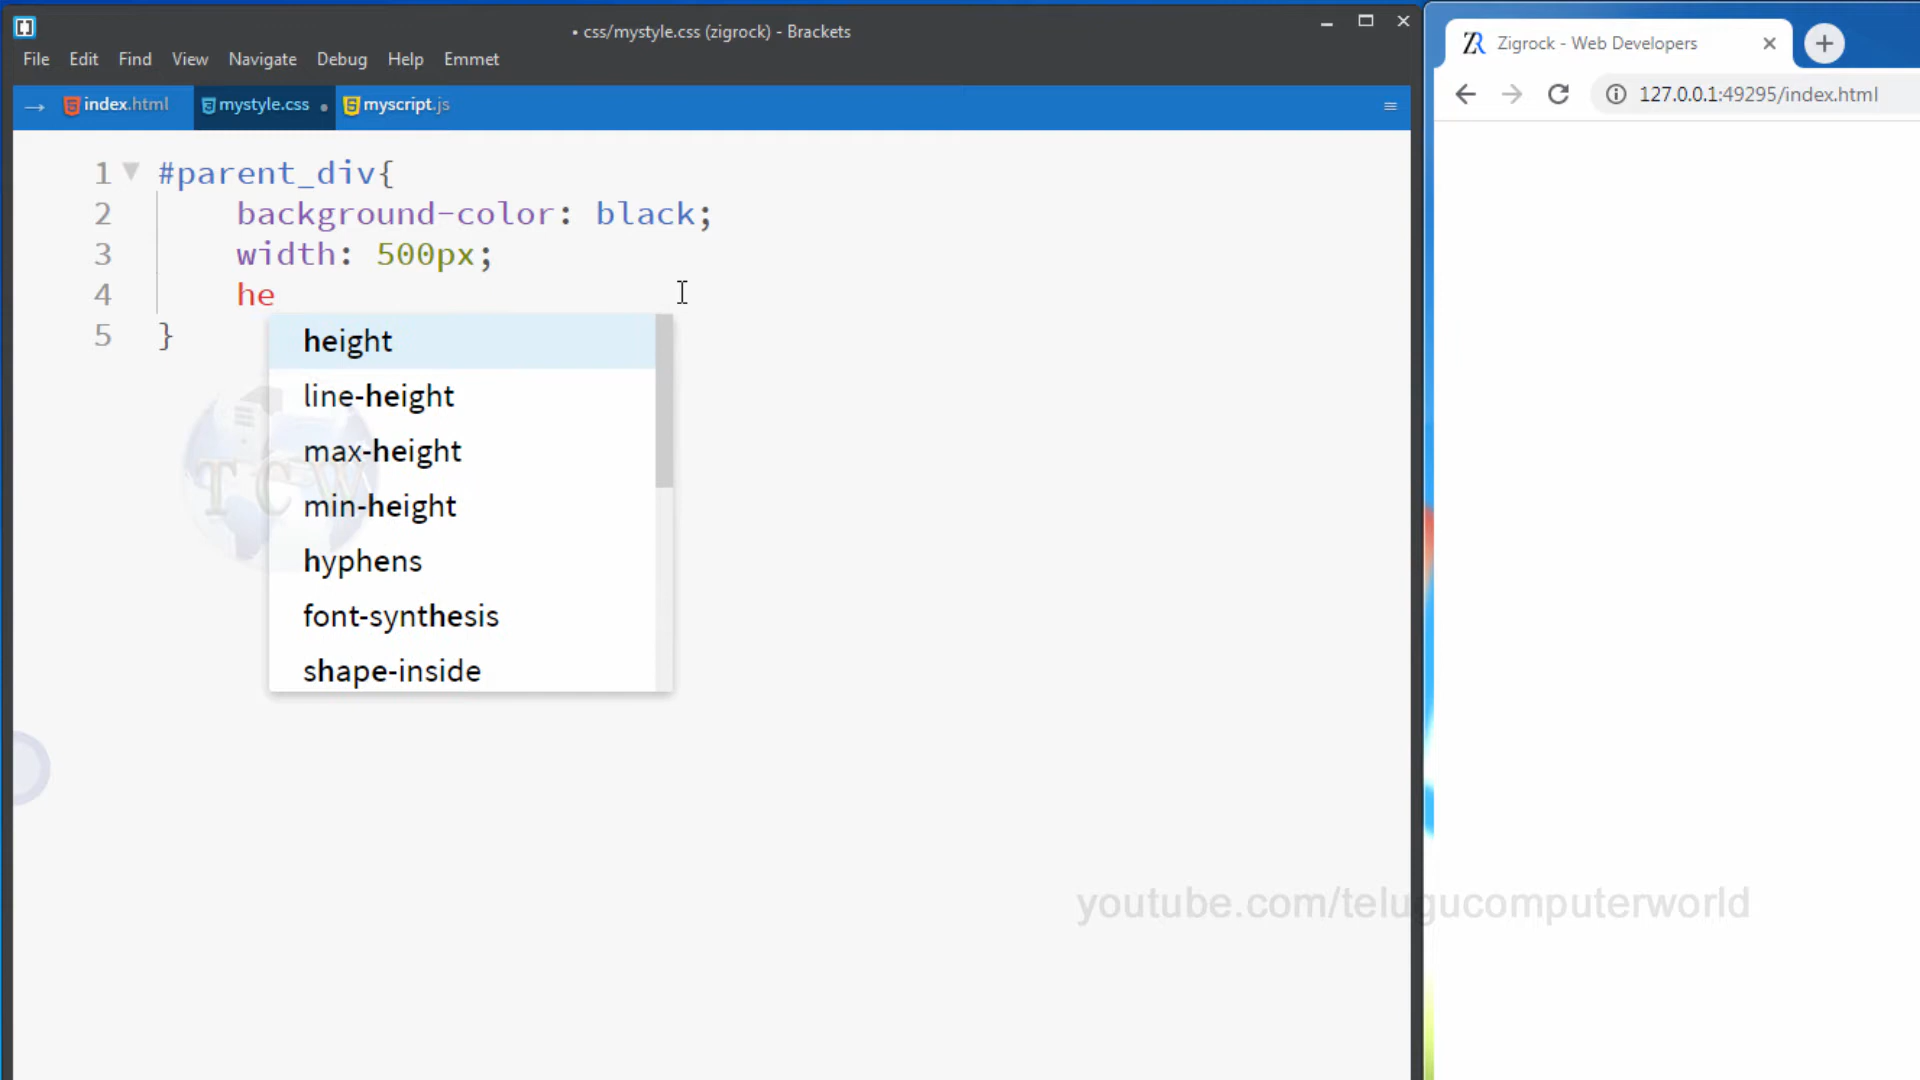 css/mystyle.css (zigrock) - Brackets
File Edit Find View Navigate Debug Help Emmet
index.html mystyle.css myscript.js
1 #parent_div{
2 background-color: black;
3 width: 500px;
4 he
5 }
height
line-height
max-height
min-height
hyphens
font-synthesis
shape-inside
TCW
Zigrock - Web Developers
127.0.0.1:49295/index.html
youtube.com/telugucomputerworld